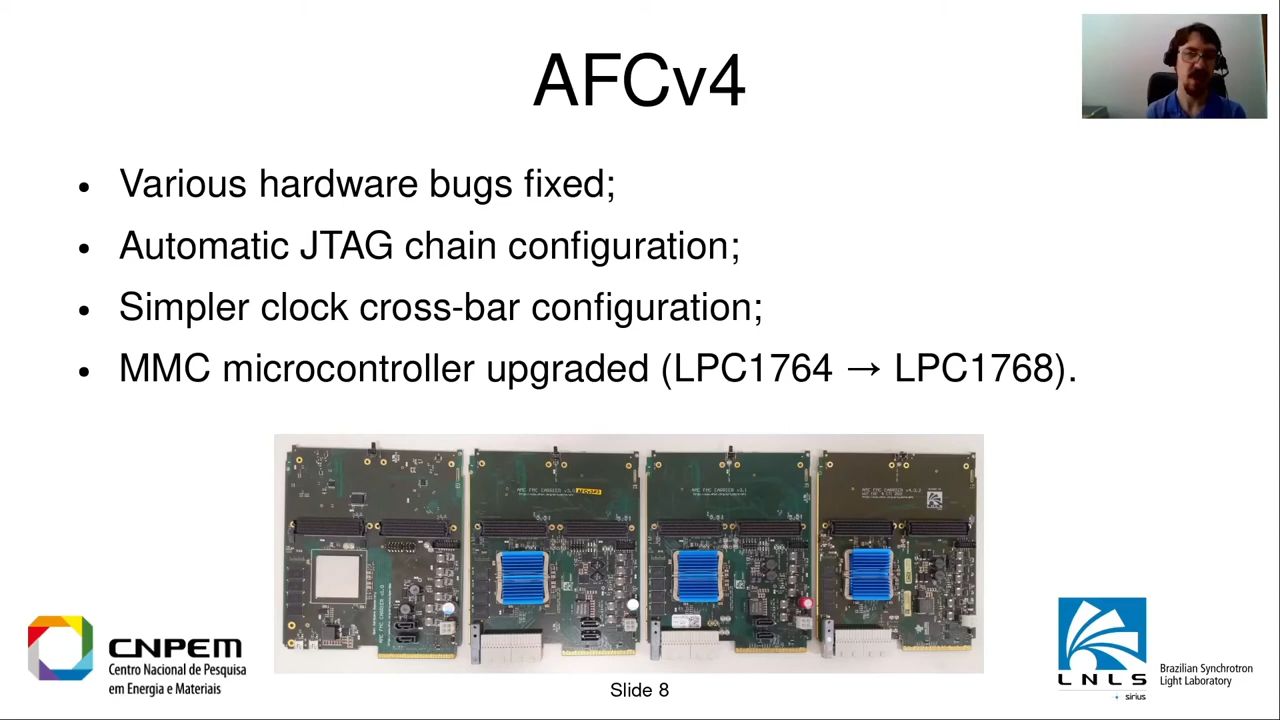 AFCv4
• Various hardware bugs fixed;
• Automatic JTAG chain configuration;
• Simpler clock cross-bar configuration;
• MMC microcontroller upgraded (LPC1764 → LPC1768).
CNPEM
Centro Nacional de Pesquisa
em Energia e Materiais
Slide 8
LNLS
sirius
Brazilian Synchrotron
Light Laboratory